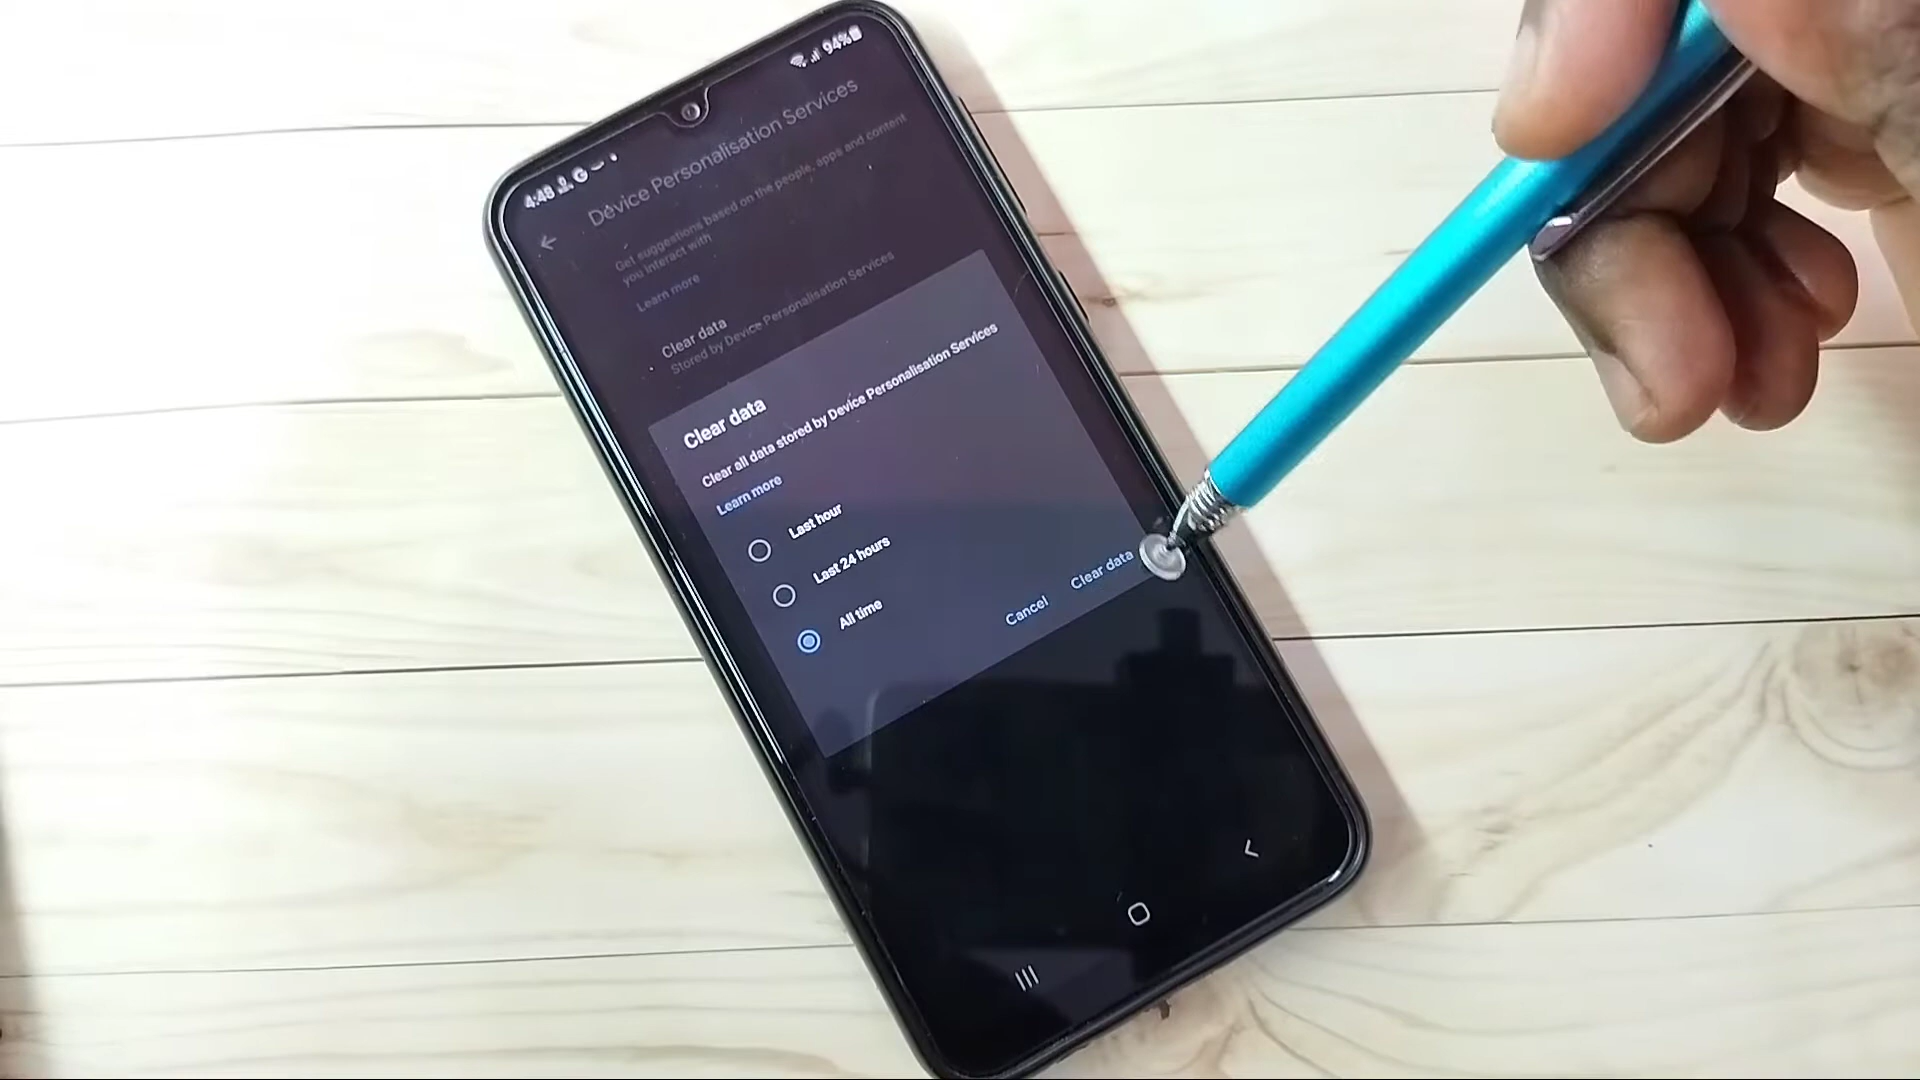 4:48 94%
Device Personalisation Services
Get suggestions based on the people, apps and content
you interact with
Learn more
Clear data
Stored by Device Personalisation Services
Clear data
Clear all data stored by Device Personalisation Services
Learn more
Last hour
Last 24 hours
All time
Cancel Clear data